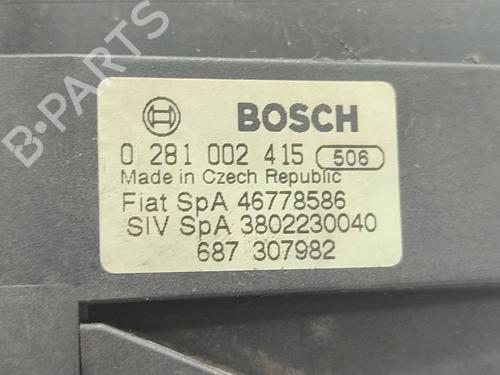 B-PARTS
BOSCH
0 281 002 415 506
Made in Czech Republic
Fiat SpA 46778586
SIV SpA 3802230040
687 307982